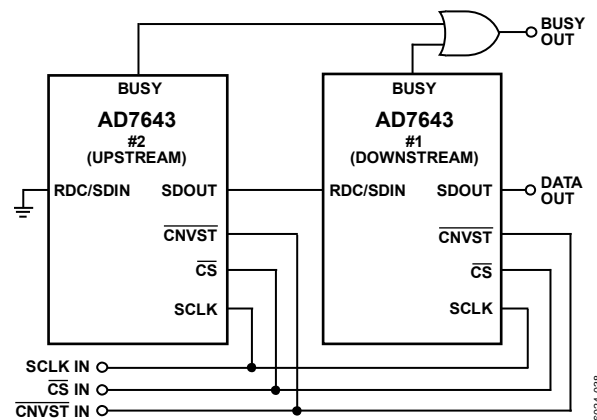 BUSY
OUT
BUSY
AD7643
#2
(UPSTREAM)
RDC/SDIN SDOUT
CNVST
CS
SCLK
BUSY
AD7643
#1
(DOWNSTREAM)
RDC/SDIN SDOUT
CNVST
CS
SCLK
DATA
OUT
SCLK IN
CS IN
CNVST IN